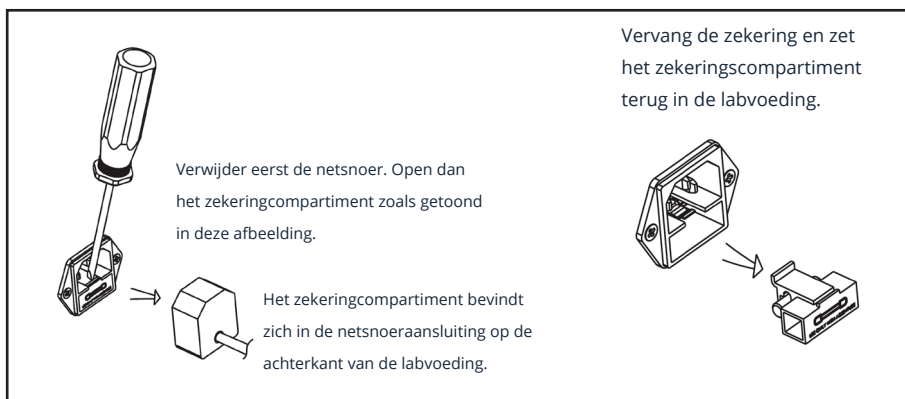 Verwijder eerst de netsnoer. Open dan
het zekeringcompartiment zoals getoond
in deze afbeelding.
Het zekeringcompartiment bevindt
zich in de netsnoeraansluiting op de
achterkant van de labvoeding.
Vervang de zekering en zet
het zekeringscompartiment
terug in de labvoeding.